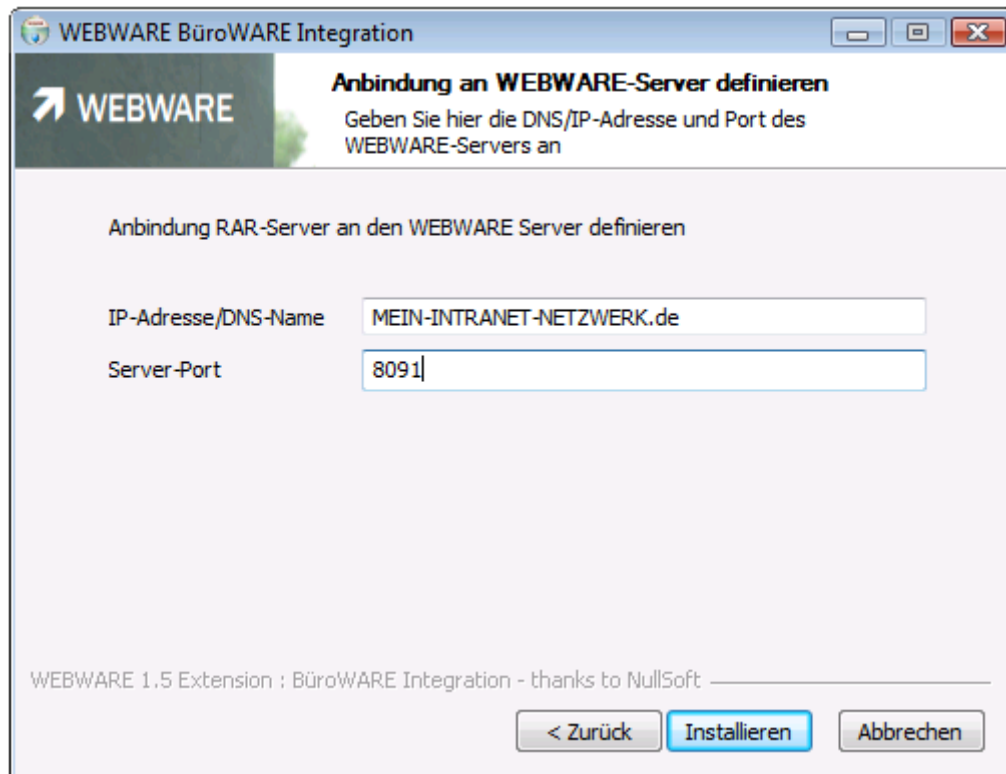 WEBWARE BüroWARE Integration
WEBWARE
Anbindung an WEBWARE-Server definieren
Geben Sie hier die DNS/IP-Adresse und Port des
WEBWARE-Servers an
Anbindung RAR-Server an den WEBWARE Server definieren
IP-Adresse/DNS-Name MEIN-INTRANET-NETZWERK.de
Server-Port 8091
WEBWARE 1.5 Extension : BüroWARE Integration - thanks to NullSoft
< Zurück Installieren Abbrechen